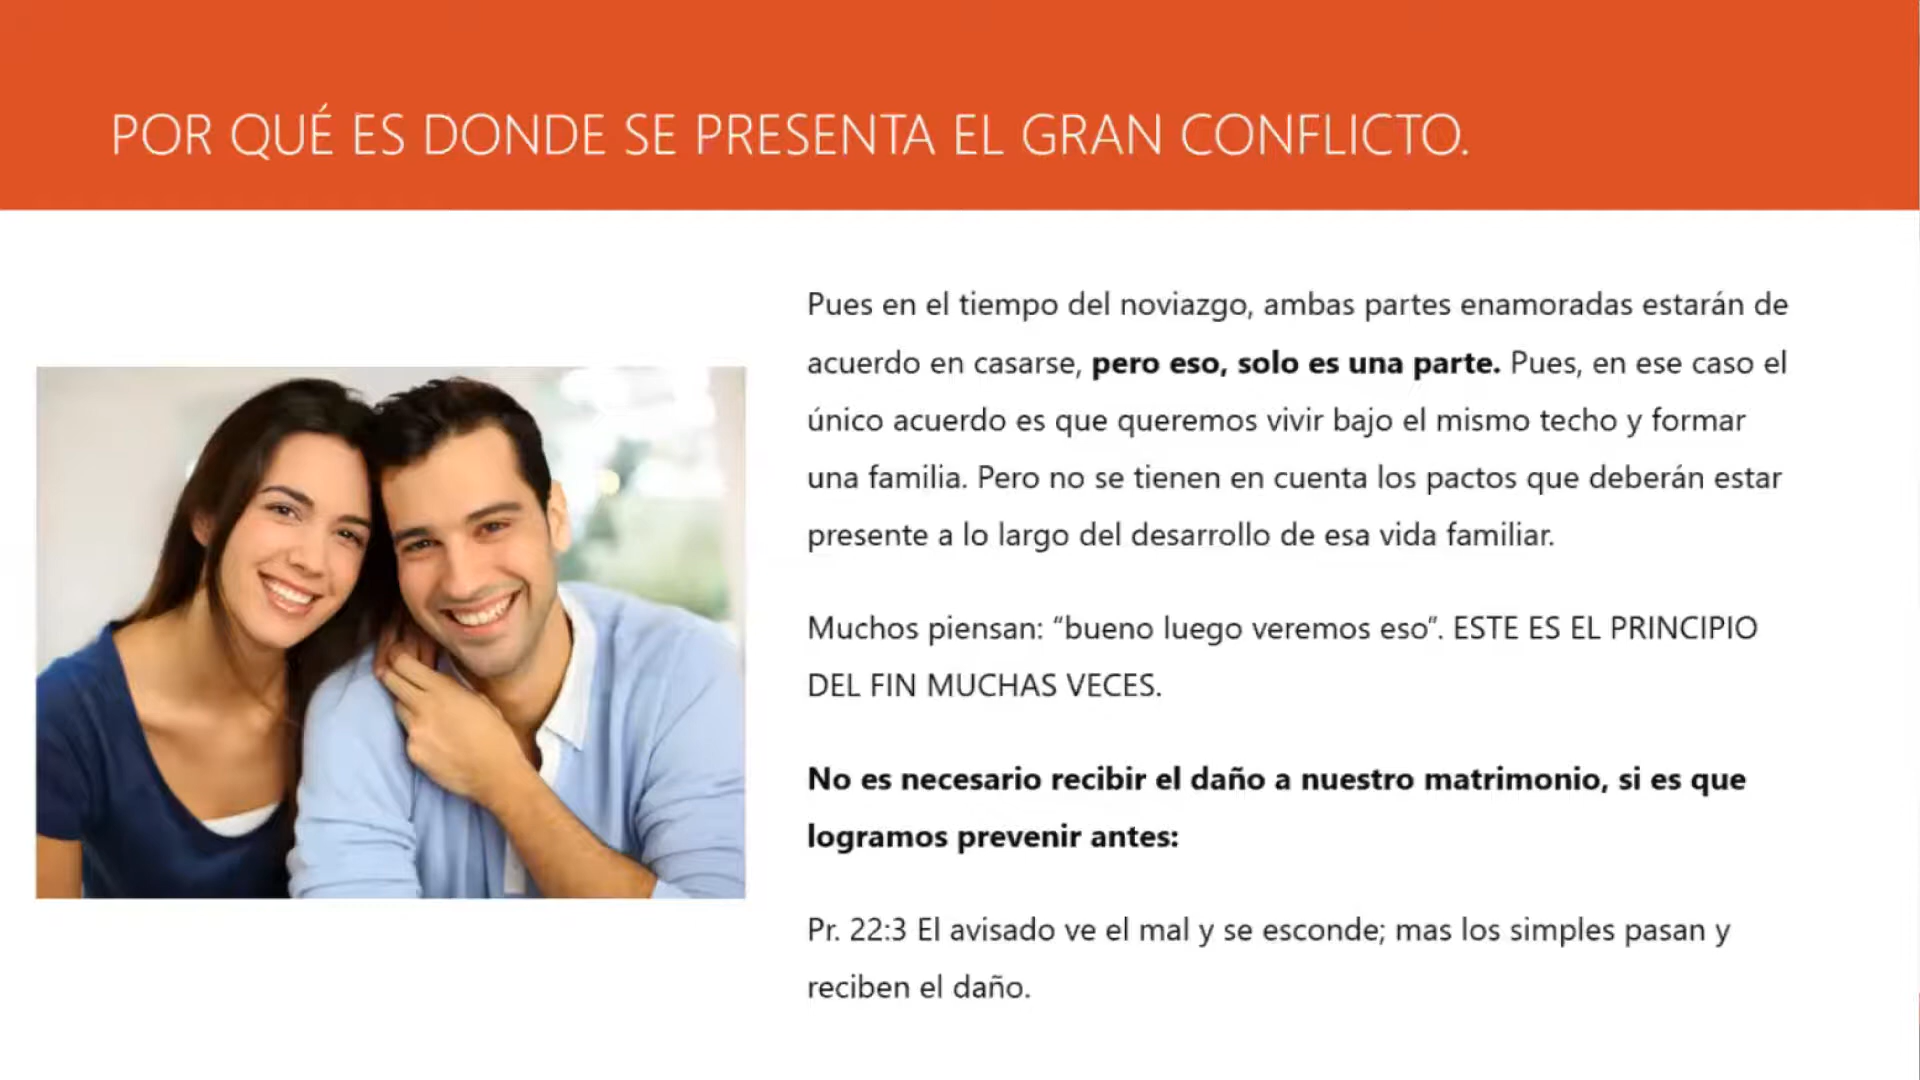 POR QUÉ ES DONDE SE PRESENTA EL GRAN CONFLICTO.
Pues en el tiempo del noviazgo, ambas partes enamoradas estarán de
acuerdo en casarse, pero eso, solo es una parte. Pues, en ese caso el
único acuerdo es que queremos vivir bajo el mismo techo y formar
una familia. Pero no se tienen en cuenta los pactos que deberán estar
presente a lo largo del desarrollo de esa vida familiar.
Muchos piensan: “bueno luego veremos eso”. ESTE ES EL PRINCIPIO
DEL FIN MUCHAS VECES.
No es necesario recibir el daño a nuestro matrimonio, si es que
logramos prevenir antes:
Pr. 22:3 El avisado ve el mal y se esconde; mas los simples pasan y
reciben el daño.